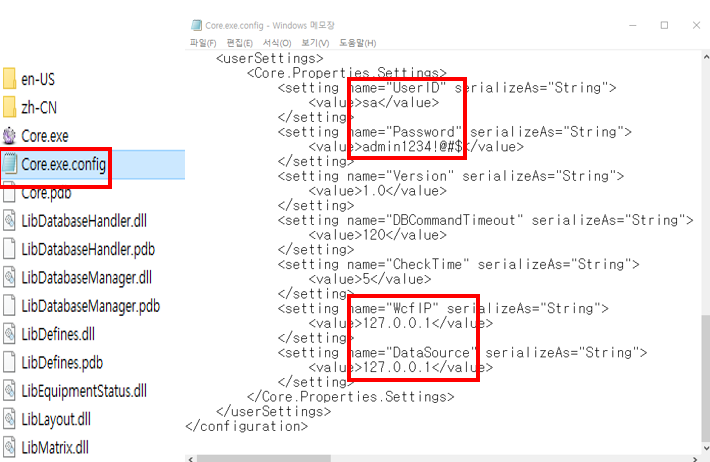 en-US
zh-CN
Core.exe
Core.exe.config
Core.pdb
LibDatabaseHandler.dll
LibDatabaseHandler.pdb
LibDatabaseManager.dll
LibDatabaseManager.pdb
LibDefines.dll
LibDefines.pdb
LibEquipmentStatus.dll
LibLayout.dll
LibMatrix.dll
Core.exe.config - Windows 메모장
파일(F) 편집(E) 서식(O) 보기(V) 도움말(H)
<userSettings>
<Core.Properties.Settings>
<setting name="UserID" serializeAs="String">
<value>sa</value>
</setting>
<setting name="Password" serializeAs="String">
<value>admin1234!@#$</value>
</setting>
<setting name="Version" serializeAs="String">
<value>1.0</value>
</setting>
<setting name="DBCommandTimeout" serializeAs="String">
<value>120</value>
</setting>
<setting name="CheckTime" serializeAs="String">
<value>5</value>
</setting>
<setting name="WcfIP" serializeAs="String">
<value>127.0.0.1</value>
</setting>
<setting name="DataSource" serializeAs="String">
<value>127.0.0.1</value>
</setting>
</Core.Properties.Settings>
</userSettings>
</configuration>